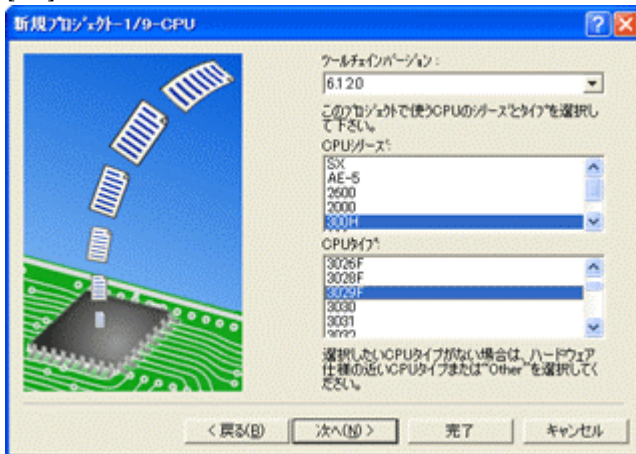 新規プロジェクト-1/9-CPU
ツールチェインバージョン :
6.1.2.0
このプロジェクトで使うCPUのシリーズとタイプを選択し
て下さい。
CPUシリーズ:
SX
AE-5
2600
2000
300H
CPUタイプ:
3026F
3028F
3029F
3030
3031
3032
選択したいCPUタイプがない場合は、ハードウェア
仕様の近いCPUタイプまたは"Other"を選択してく
ださい。
< 戻る(B)
次へ(N) >
完了
キャンセル